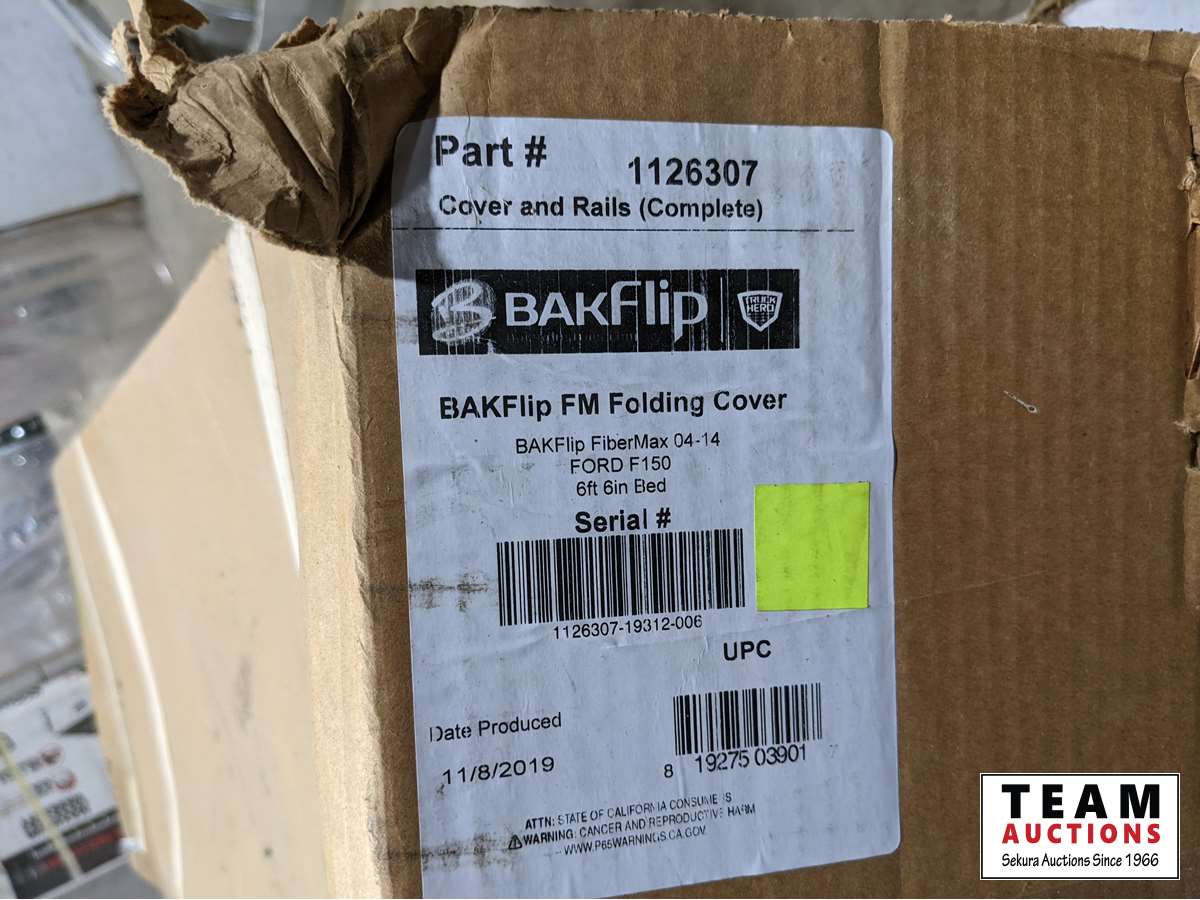 Part # 1126307
Cover and Rails (Complete)
BAKFlip TRUCK HERO
BAKFlip FM Folding Cover
BAKFlip FiberMax 04-14
FORD F150
6ft 6in Bed
Serial #
1126307-19312-006
UPC
Date Produced
11/8/2019
8 19275 03901
ATTN: STATE OF CALIFORNIA CONSUMERS
WARNING: CANCER AND REPRODUCTIVE HARM
– WWW.P65WARNINGS.CA.GOV
TEAM
AUCTIONS
Sekura Auctions Since 1966